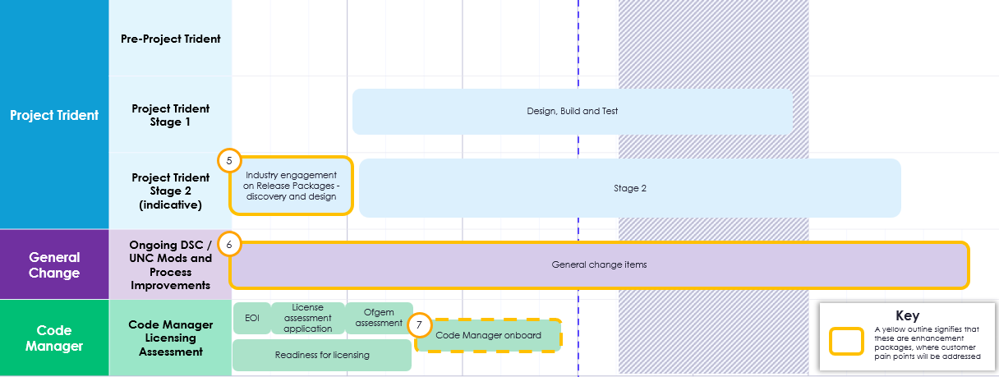 Pre-Project Trident
Project Trident
Project Trident
Stage 1
Design, Build and Test
5
Project Trident
Stage 2
(indicative)
Industry engagement
on Release Packages -
discovery and design
Stage 2
General
Change
Ongoing DSC /
UNC Mods and
Process
Improvements
6
General change items
Code
Manager
Code Manager
Licensing
Assessment
EOI
License
assessment
application
Ofgem
assessment
7
Code Manager onboard
Readiness for licensing
Key
A yellow outline signifies that
these are enhancement
packages, where customer
pain points will be addressed